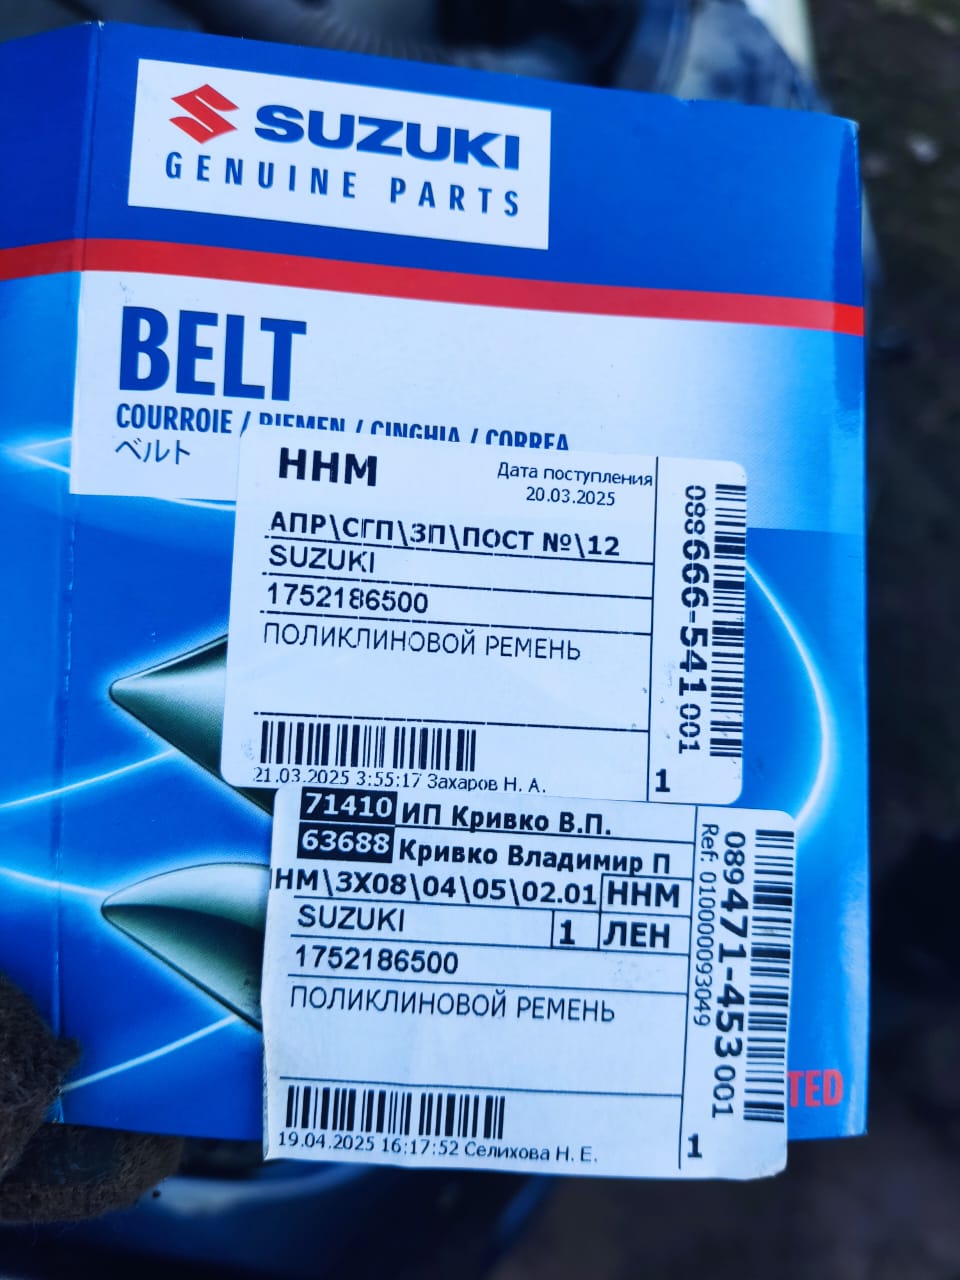 SUZUKI
GENUINE PARTS
BELT
COURROIE / RIEMEN / CINGHIA / CORREA
ベルト
ННМ
Дата поступления
20.03.2025
АПР\СГП\ЗП\ПОСТ №\12
SUZUKI
1752186500
ПОЛИКЛИНОВОЙ РЕМЕНЬ
21.03.2025 3:55:17 Захаров Н. А.
1
088666-541 001
71410 ИП Кривко В.П.
63688 Кривко Владимир П
НМ\ЗХ08\04\05\02.01 ННМ
SUZUKI 1 ЛЕН
1752186500
ПОЛИКЛИНОВОЙ РЕМЕНЬ
19.04.2025 16:17:52 Селихова Н. Е.
1
089471-453 001
Ref. 010000093049
TED